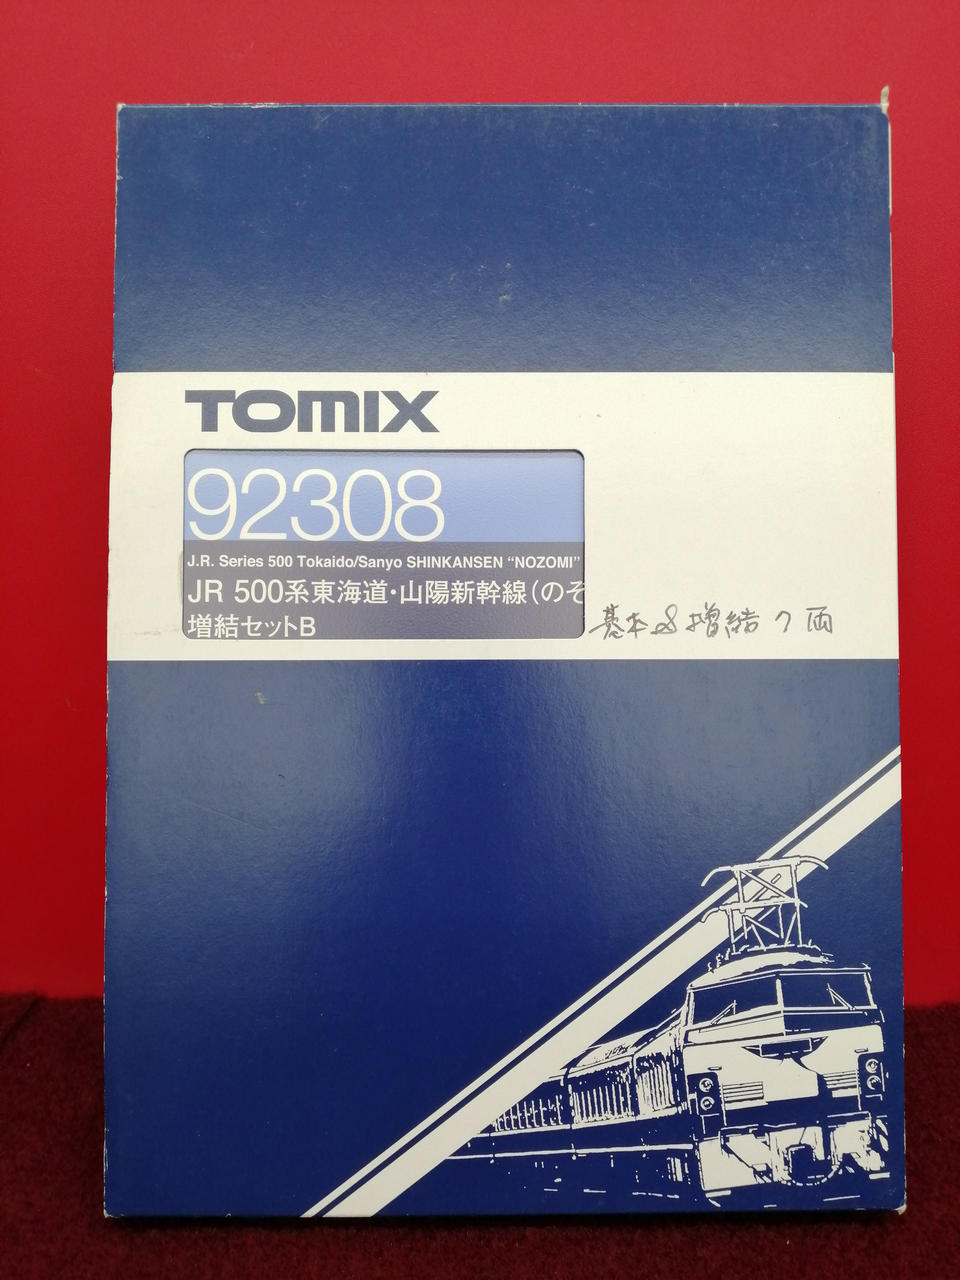 TOMIX
92308
J.R. Series 500 Tokaido/Sanyo SHINKANSEN “NOZOMI”
JR 500系東海道・山陽新幹線(のぞ
増結セットB
基本&増結 7両